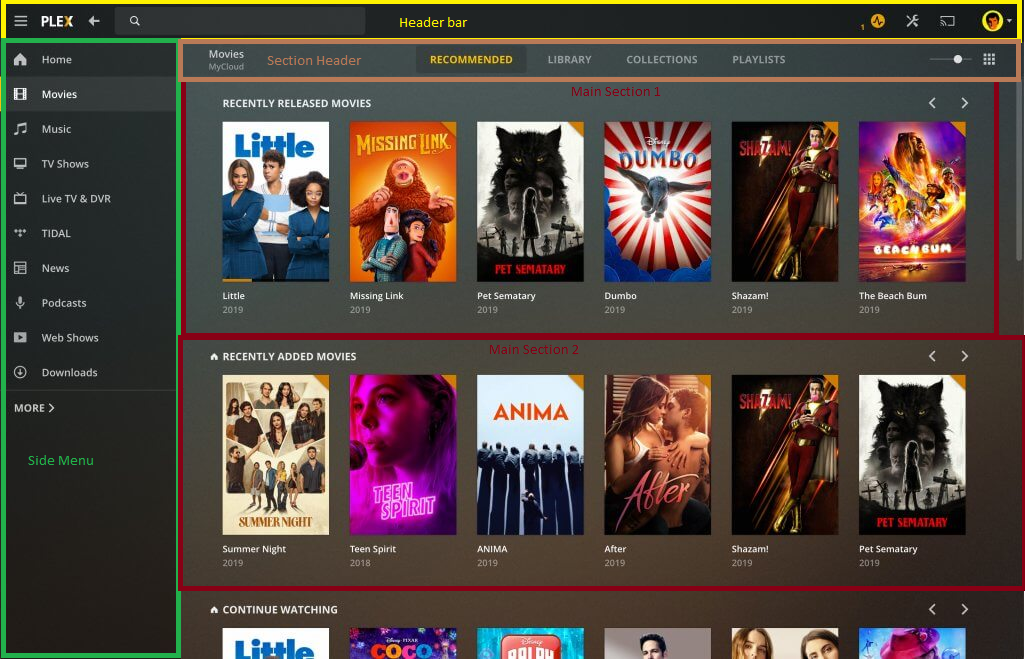 PLEX
Header bar
1
Home
Movies
Music
TV Shows
Live TV & DVR
TIDAL
News
Podcasts
Web Shows
Downloads
MORE
Side Menu
Movies
MyCloud
Section Header
RECOMMENDED
LIBRARY
COLLECTIONS
PLAYLISTS
Main Section 1
RECENTLY RELEASED MOVIES
Little
MISSING LINK
PET SEMATARY
Disney
DUMBO
SHAZAM!
BEACH BUM
Little
Missing Link
Pet Sematary
Dumbo
Shazam!
The Beach Bum
2019
2019
2019
2019
2019
2019
Main Section 2
RECENTLY ADDED MOVIES
SUMMER NIGHT
TEEN
SPIRIT
ANIMA
After
SHAZAM!
PET SEMATARY
Summer Night
Teen Spirit
ANIMA
After
Shazam!
Pet Sematary
2019
2018
2019
2019
2019
2019
CONTINUE WATCHING
Little
Disney PIXAR
COCO
Disney
RALPH